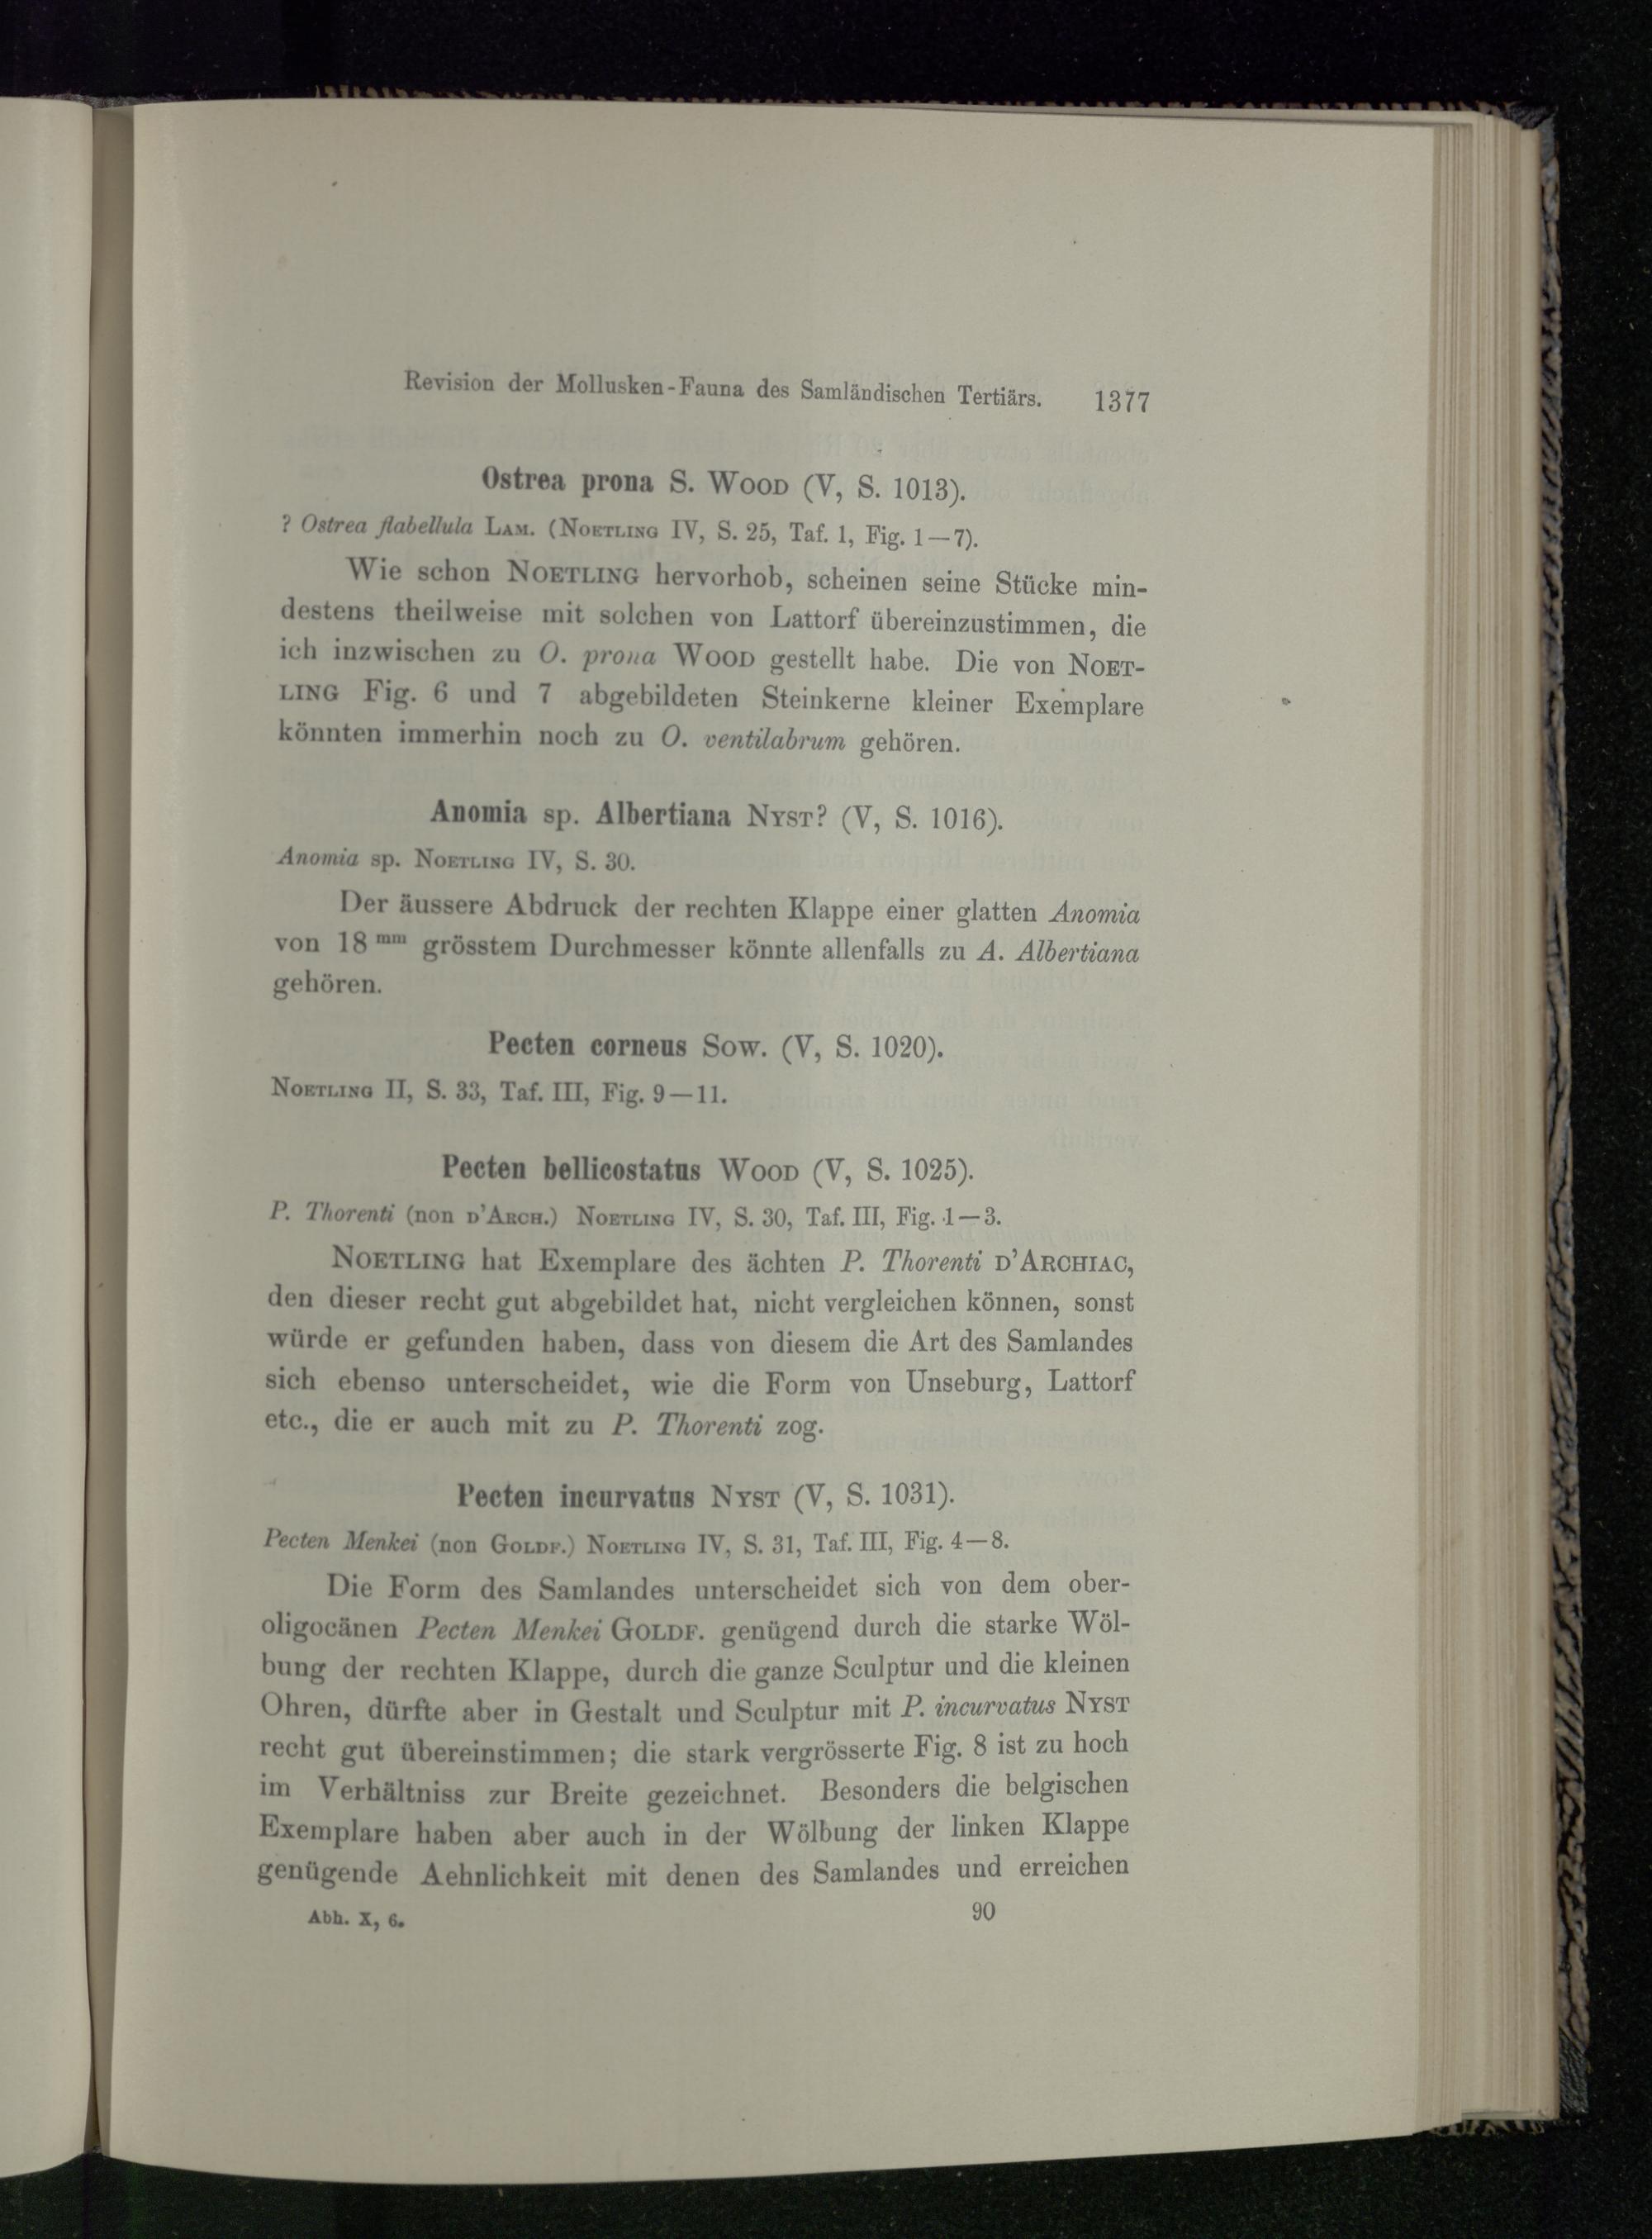 Revision der Mollusken-Fauna des Samländischen Tertiärs. 1377
Ostrea prona S. WOOD (V, S. 1013).
? Ostrea flabellula LAM. (NOETLING IV, S. 25, Taf. 1, Fig. 1—7).
Wie schon NOETLING hervorhob, scheinen seine Stücke min-
destens theilweise mit solchen von Lattorf übereinzustimmen, die
ich inzwischen zu O. prona WOOD gestellt habe. Die von NOET-
LING Fig. 6 und 7 abgebildeten Steinkerne kleiner Exemplare
könnten immerhin noch zu O. ventilabrum gehören.
Anomia sp. Albertiana NYST? (V, S. 1016).
Anomia sp. NOETLING IV, S. 30.
Der äussere Abdruck der rechten Klappe einer glatten Anomia
von 18 mm grösstem Durchmesser könnte allenfalls zu A. Albertiana
gehören.
Pecten corneus SOW. (V, S. 1020).
NOETLING II, S. 33, Taf. III, Fig. 9—11.
Pecten bellicostatus WOOD (V, S. 1025).
P. Thorenti (non D'ARCH.) NOETLING IV, S. 30, Taf. III, Fig. 1—3.
NOETLING hat Exemplare des ächten P. Thorenti D'ARCHIAC,
den dieser recht gut abgebildet hat, nicht vergleichen können, sonst
würde er gefunden haben, dass von diesem die Art des Samlandes
sich ebenso unterscheidet, wie die Form von Unseburg, Lattorf
etc., die er auch mit zu P. Thorenti zog.
Pecten incurvatus NYST (V, S. 1031).
Pecten Menkei (non GOLDF.) NOETLING IV, S. 31, Taf. III, Fig. 4—8.
Die Form des Samlandes unterscheidet sich von dem ober-
oligocänen Pecten Menkei GOLDF. genügend durch die starke Wöl-
bung der rechten Klappe, durch die ganze Sculptur und die kleinen
Ohren, dürfte aber in Gestalt und Sculptur mit P. incurvatus NYST
recht gut übereinstimmen; die stark vergrösserte Fig. 8 ist zu hoch
im Verhältniss zur Breite gezeichnet. Besonders die belgischen
Exemplare haben aber auch in der Wölbung der linken Klappe
genügende Aehnlichkeit mit denen des Samlandes und erreichen
Abh. X, 6. 90